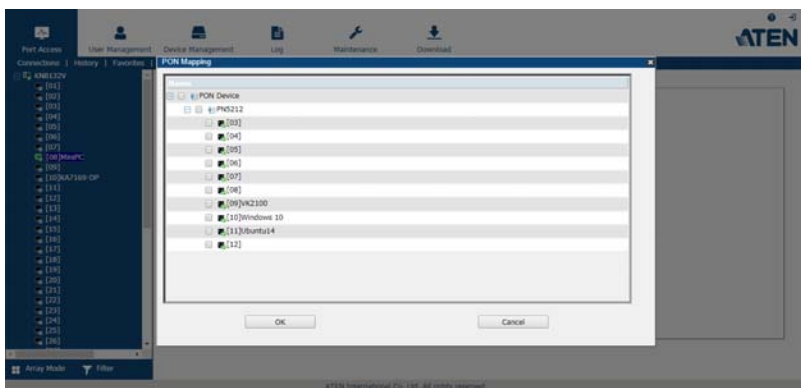 ATEN
Port Access
User Management
Device Management
Log
Maintenance
Download
Connections | History | Favorites |
PON Mapping
KN8132V
[01]
[02]
[03]
[04]
[05]
[06]
[07]
[08]MiniPC
[09]
[10]KA7169-DP
[11]
[12]
[13]
[14]
[15]
[16]
[17]
[18]
[19]
[20]
[21]
[22]
[23]
[24]
[25]
[26]
Name
PON Device
PN5212
[03]
[04]
[05]
[06]
[07]
[08]
[09]VK2100
[10]Windows 10
[11]Ubuntu14
[12]
OK
Cancel
Array Mode
Filter
ATEN International Co. Ltd. All rights reserved.